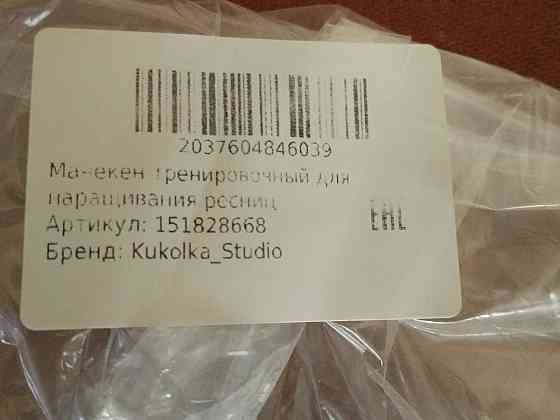 2037604846039
Манекен тренировочный для
наращивания ресниц
Артикул: 151828668
Бренд: Kukolka_Studio
EAC